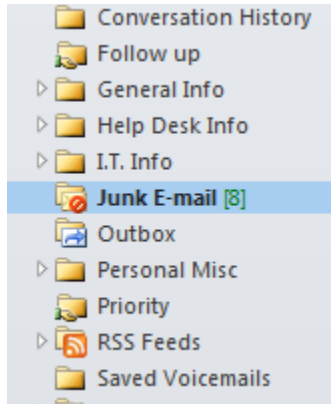 Conversation History
Follow up
General Info
Help Desk Info
I.T. Info
Junk E-mail [8]
Outbox
Personal Misc
Priority
RSS Feeds
Saved Voicemails